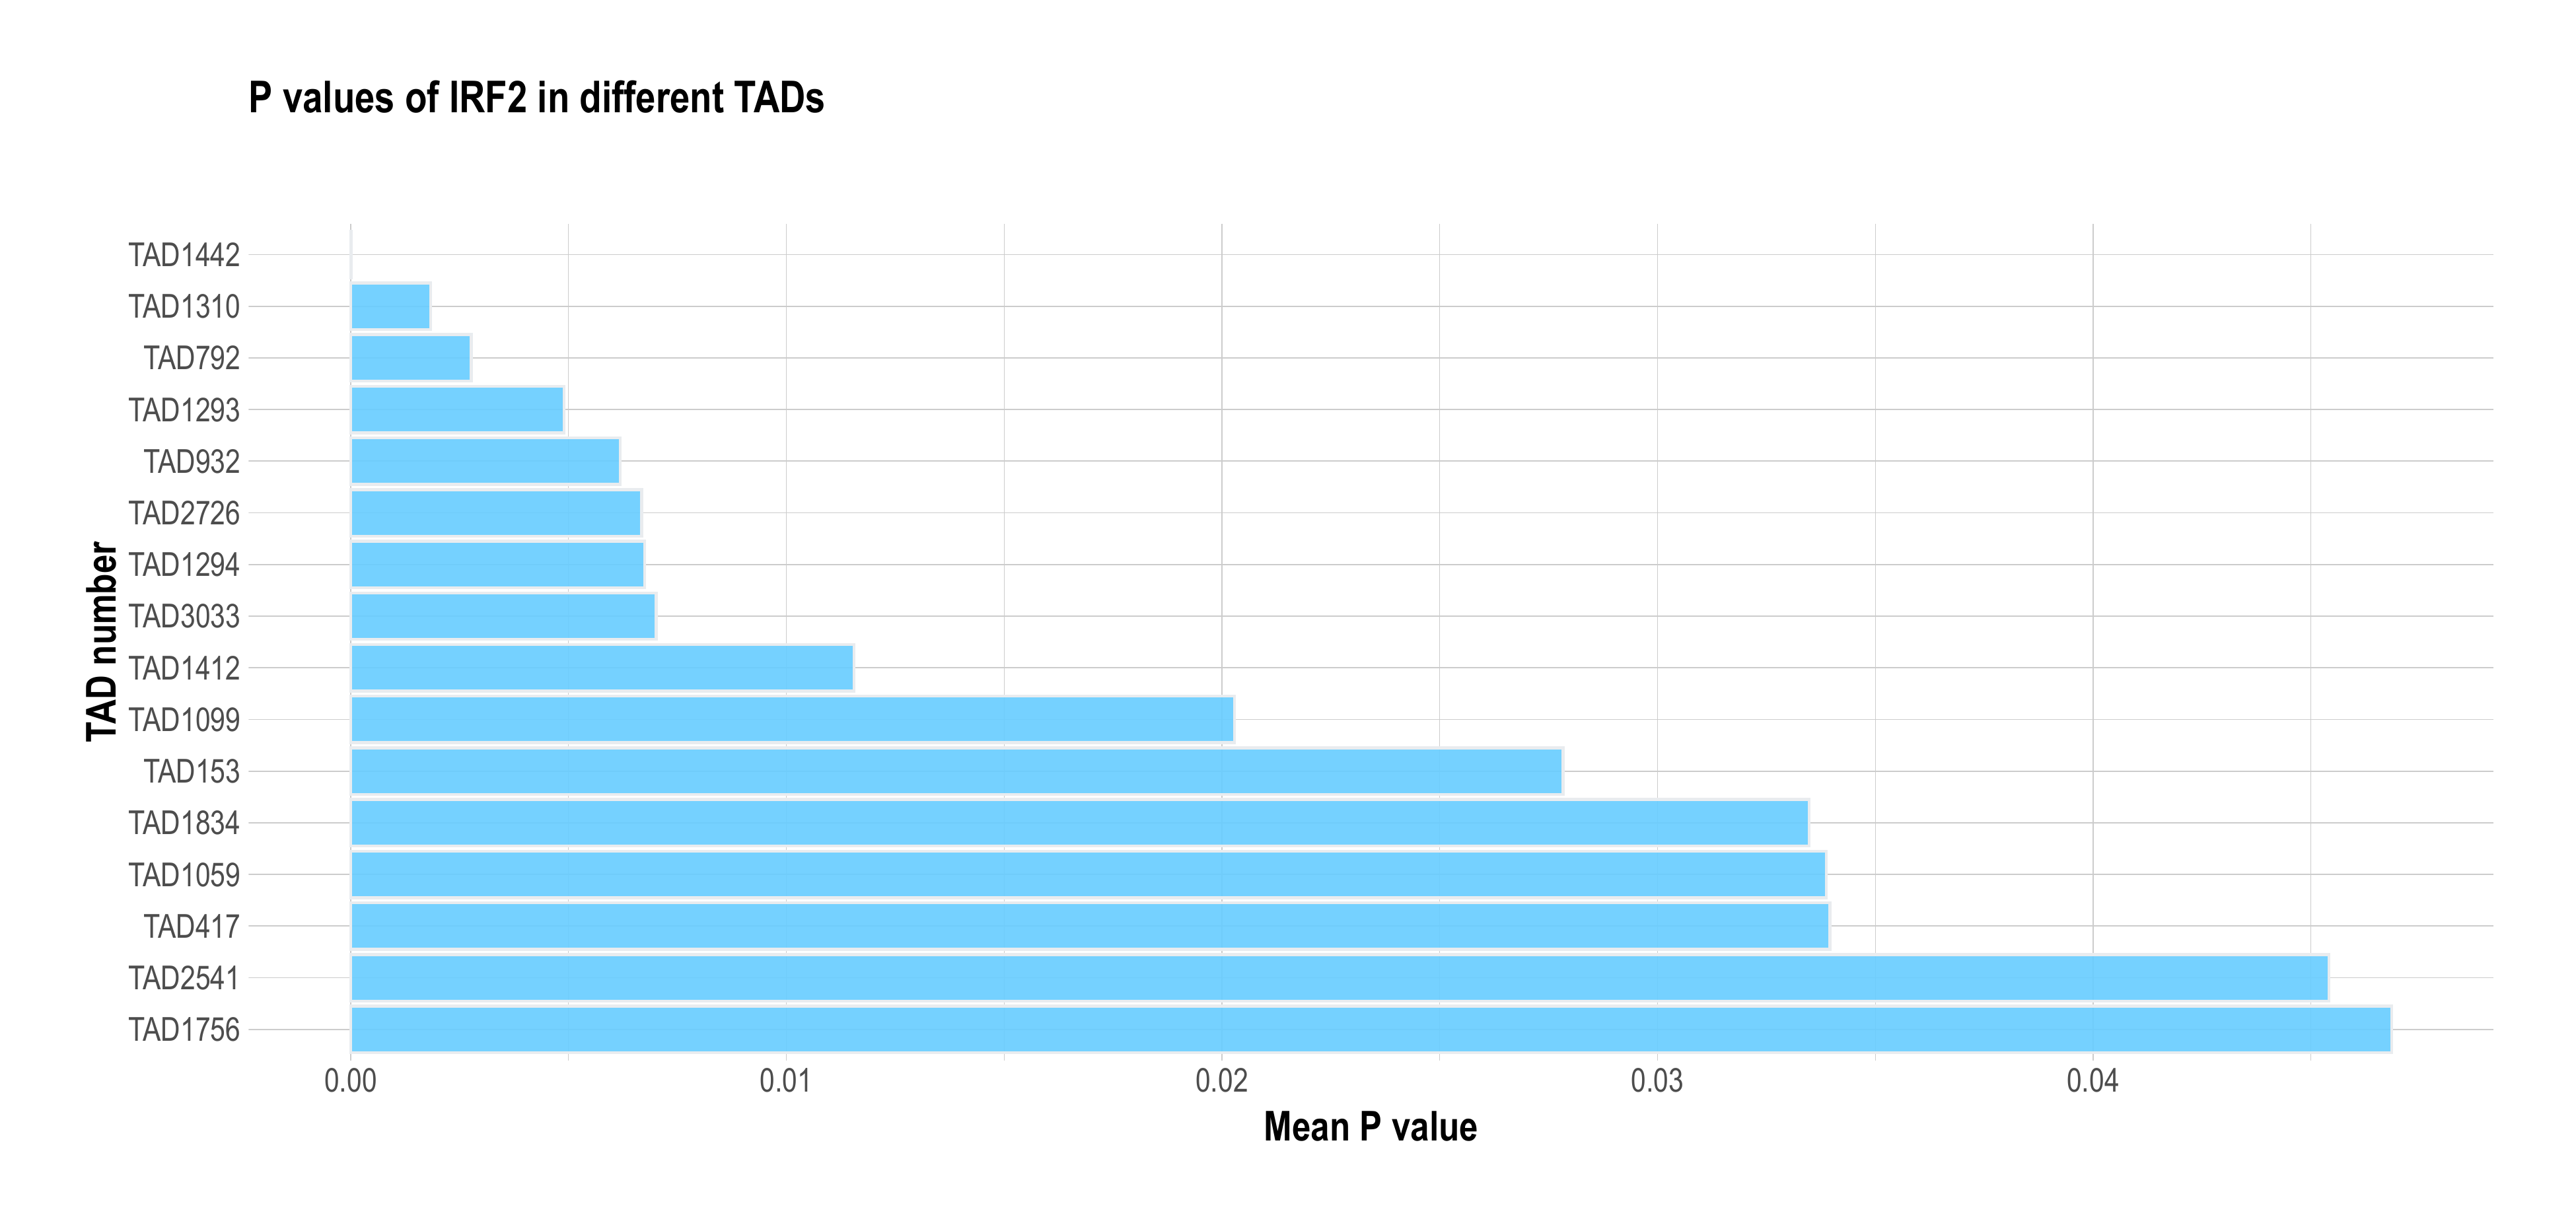 P values of IRF2 in different TADs
TAD1442
TAD1310
TAD792
TAD1293
TAD932
TAD2726
TAD1294
TAD3033
TAD1412
TAD1099
TAD153
TAD1834
TAD1059
TAD417
TAD2541
TAD1756
TAD number
0.00 0.01 0.02 0.03 0.04
Mean P value